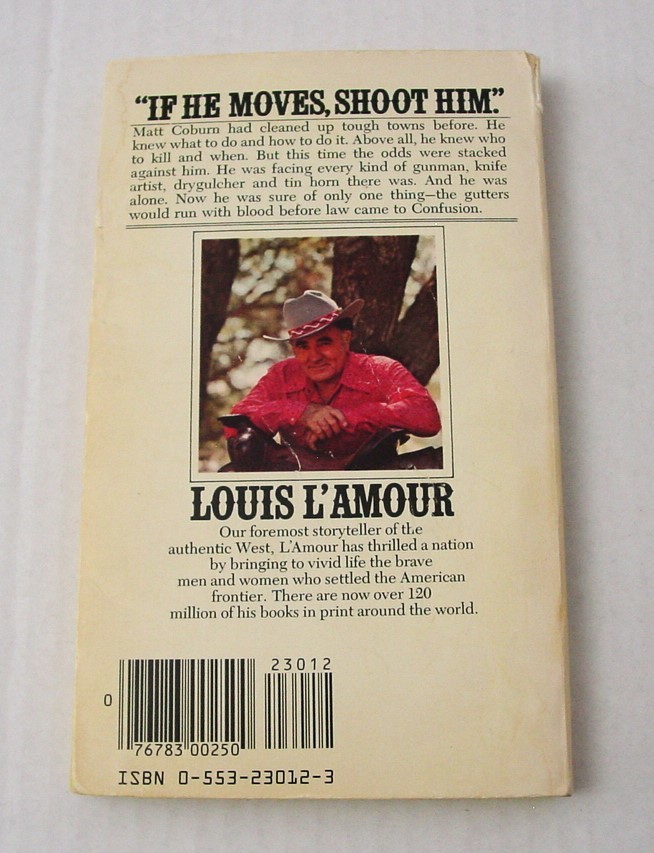 “IF HE MOVES, SHOOT HIM.”
Matt Coburn had cleaned up tough towns before. He
knew what to do and how to do it. Above all, he knew who
to kill and when. But this time the odds were stacked
against him. He was facing every kind of gunman, knife
artist, drygulcher and tin horn there was. And he was
alone. Now he was sure of only one thing—the gutters
would run with blood before law came to Confusion.
LOUIS L’AMOUR
Our foremost storyteller of the
authentic West, L’Amour has thrilled a nation
by bringing to vivid life the brave
men and women who settled the American
frontier. There are now over 120
million of his books in print around the world.
23012
0
76783 00250
ISBN 0-553-23012-3